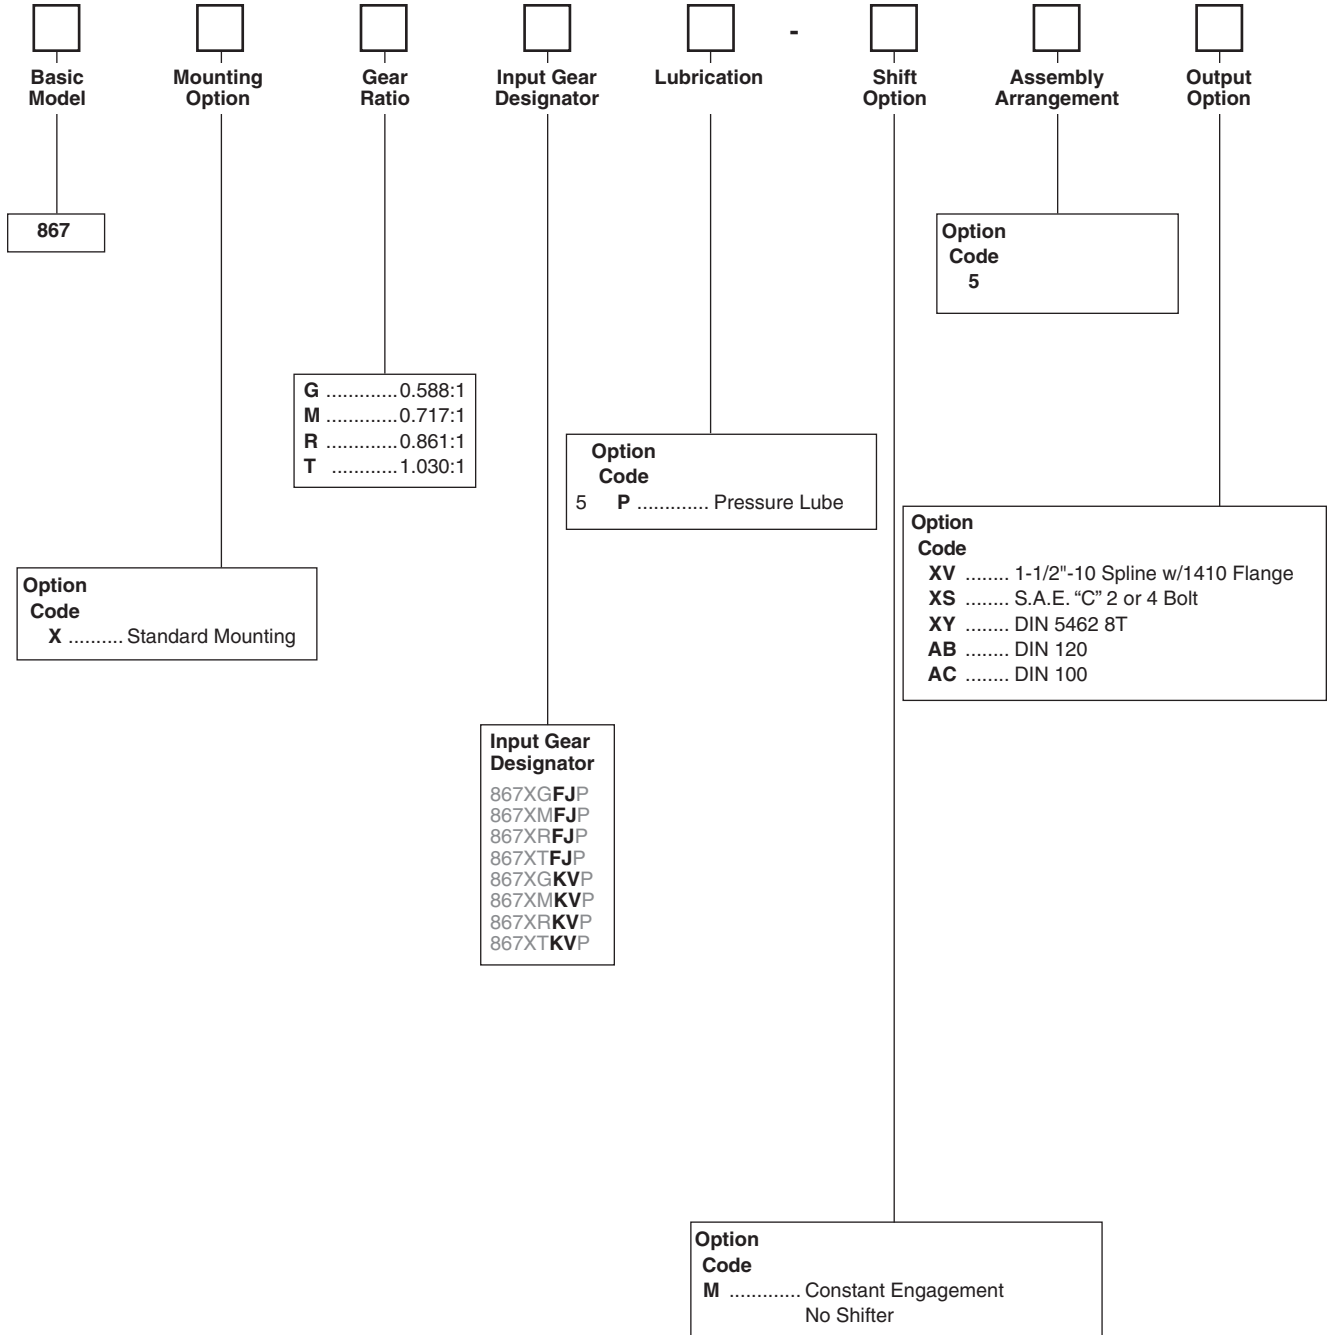 -
Basic
Model
Mounting
Option
Gear
Ratio
Input Gear
Designator
Lubrication
Shift
Option
Assembly
Arrangement
Output
Option
867
Option
Code
5
G .............0.588:1
M .............0.717:1
R .............0.861:1
T ............1.030:1
Option
Code
5 P ............. Pressure Lube
Option
Code
XV ........ 1-1/2"-10 Spline w/1410 Flange
XS ........ S.A.E. “C” 2 or 4 Bolt
XY ........ DIN 5462 8T
AB ........ DIN 120
AC ........ DIN 100
Option
Code
X .......... Standard Mounting
Input Gear
Designator
867XGFJP
867XMFJP
867XRFJP
867XTFJP
867XGKVP
867XMKVP
867XRKVP
867XTKVP
Option
Code
M ............. Constant Engagement
No Shifter